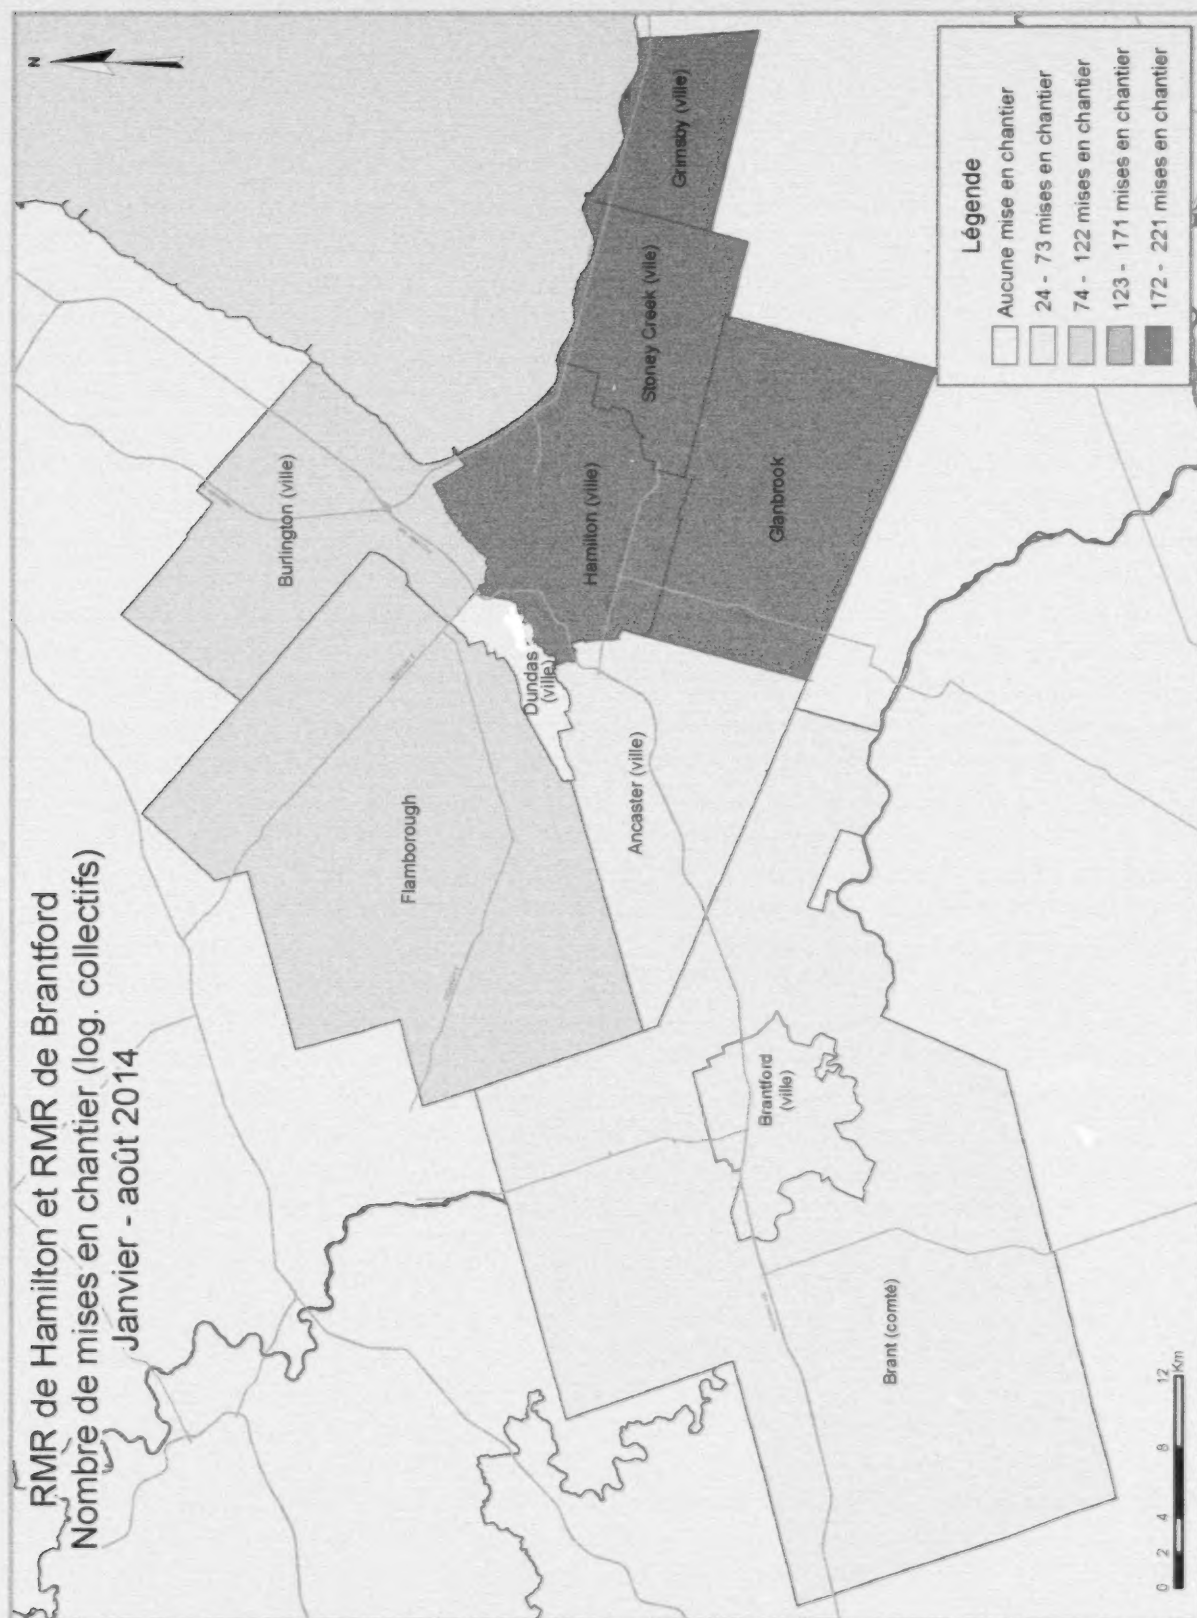 RMR de Hamilton et RMR de Brantford
Nombre de mises en chantier (log. collectifs)
Janvier - août 2014
N
Burlington (ville)
Flamborough
Dundas
(ville)
Hamilton (ville)
Stoney Creek (ville)
Grimsby (ville)
Ancaster (ville)
Glanbrook
Brantford
(ville)
Brant (comté)
Légende
Aucune mise en chantier
24 - 73 mises en chantier
74 - 122 mises en chantier
123 - 171 mises en chantier
172 - 221 mises en chantier
0 2 4 8 12
Km